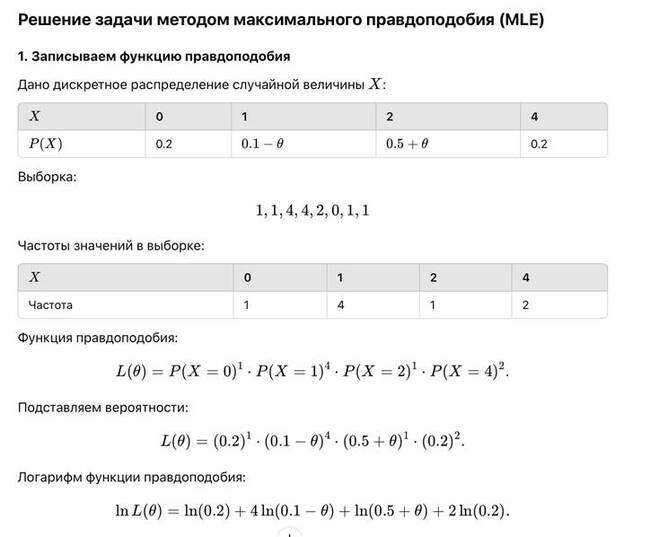 Решение задачи методом максимального правдоподобия (MLE)
1. Записываем функцию правдоподобия
Дано дискретное распределение случайной величины X:
X 0 1 2 4
P(X) 0.2 0.1 − θ 0.5 + θ 0.2
Выборка:
1, 1, 4, 4, 2, 0, 1, 1
Частоты значений в выборке:
X 0 1 2 4
Частота 1 4 1 2
Функция правдоподобия:
L(θ) = P(X = 0)¹ · P(X = 1)⁴ · P(X = 2)¹ · P(X = 4)².
Подставляем вероятности:
L(θ) = (0.2)¹ · (0.1 − θ)⁴ · (0.5 + θ)¹ · (0.2)².
Логарифм функции правдоподобия:
ln L(θ) = ln(0.2) + 4 ln(0.1 − θ) + ln(0.5 + θ) + 2 ln(0.2).